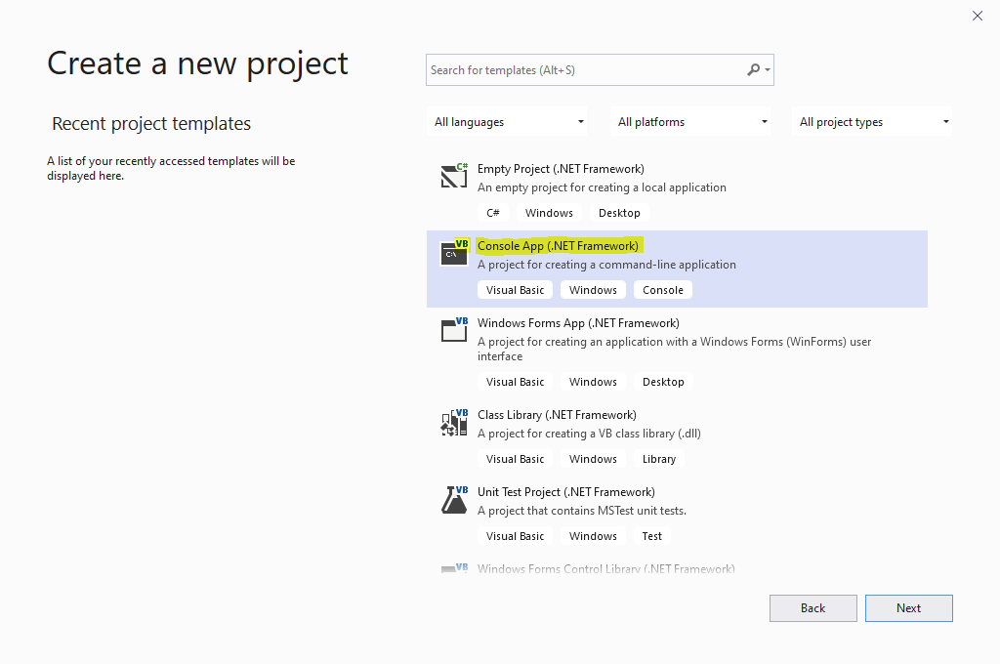 Create a new project
Recent project templates
A list of your recently accessed templates will be
displayed here.
Search for templates (Alt+S)
All languages
All platforms
All project types
C#
Empty Project (.NET Framework)
An empty project for creating a local application
C# Windows Desktop
VB
C:\
Console App (.NET Framework)
A project for creating a command-line application
Visual Basic Windows Console
VB
Windows Forms App (.NET Framework)
A project for creating an application with a Windows Forms (WinForms) user
interface
Visual Basic Windows Desktop
VB
Class Library (.NET Framework)
A project for creating a VB class library (.dll)
Visual Basic Windows Library
VB
Unit Test Project (.NET Framework)
A project that contains MSTest unit tests.
Visual Basic Windows Test
VB
Windows Forms Control Library (.NET Framework)
Back
Next